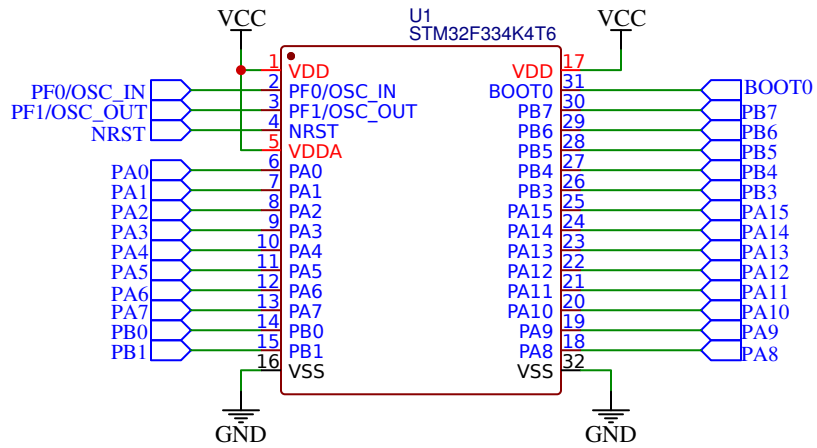 VCC
U1
VCC
STM32F334K4T6
1 VDD VDD 17
PF0/OSC_IN 2 PF0/OSC_IN BOOT0 31 BOOT0
PF1/OSC_OUT 3 PF1/OSC_OUT PB7 30 PB7
NRST 4 NRST PB6 29 PB6
5 VDDA PB5 28 PB5
PA0 6 PA0 PB4 27 PB4
PA1 7 PA1 PB3 26 PB3
PA2 8 PA2 PA15 25 PA15
PA3 9 PA3 PA14 24 PA14
PA4 10 PA4 PA13 23 PA13
PA5 11 PA5 PA12 22 PA12
PA6 12 PA6 PA11 21 PA11
PA7 13 PA7 PA10 20 PA10
PB0 14 PB0 PA9 19 PA9
PB1 15 PB1 PA8 18 PA8
16 VSS VSS 32
GND GND